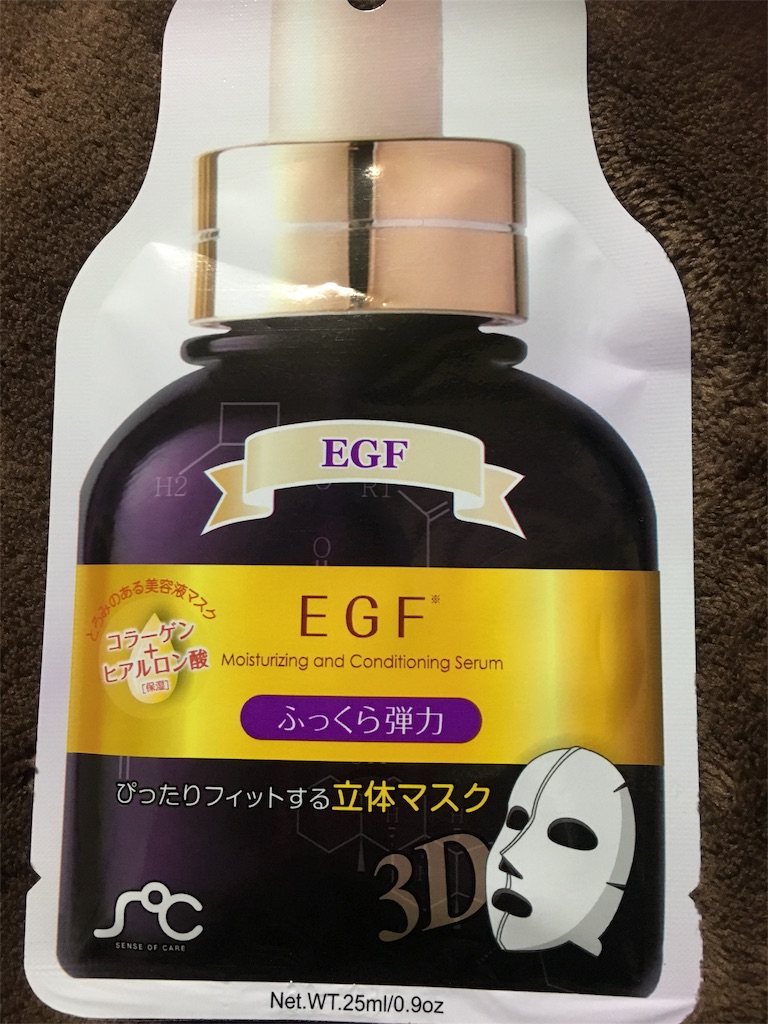 EGF
H2
R1
O
とろみのある美容液マスク
コラーゲン
+
ヒアルロン酸
[保湿]
EGF※
Moisturizing and Conditioning Serum
ふっくら弾力
ぴったりフィットする立体マスク
3D
SOC
SENSE OF CARE
Net.WT.25ml/0.9oz